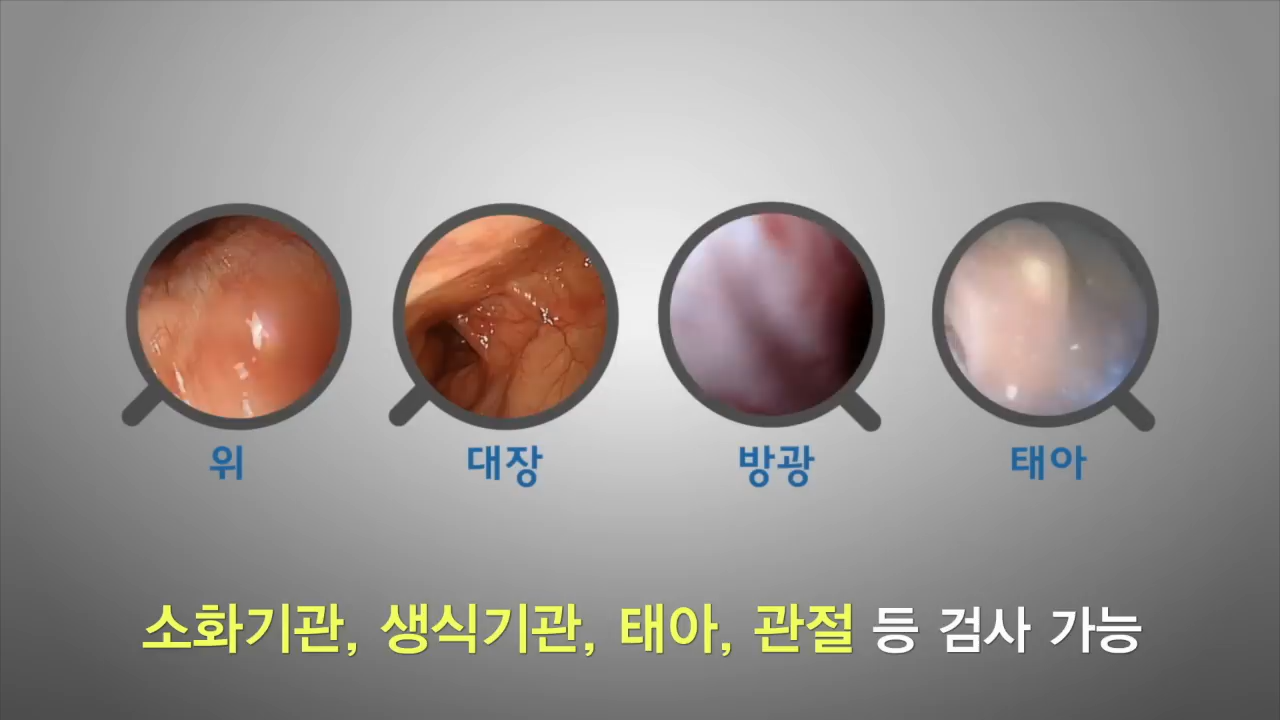 위
대장
방광
태아
소화기관, 생식기관, 태아, 관절 등 검사 가능